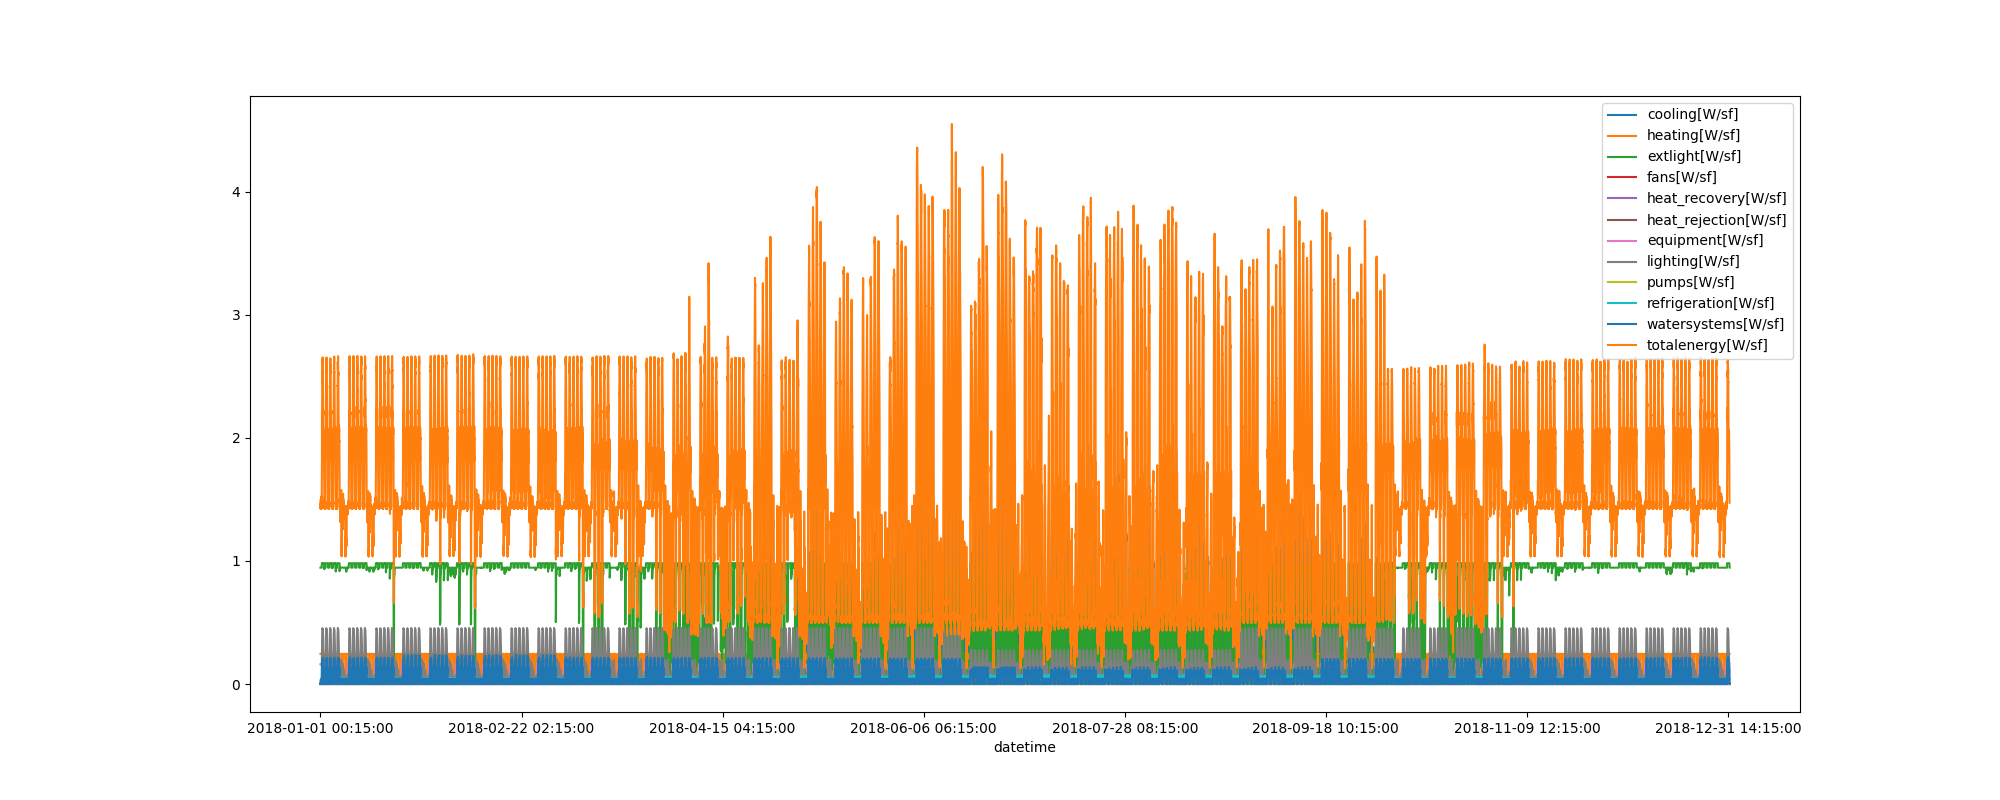 cooling[W/sf]
heating[W/sf]
extlight[W/sf]
fans[W/sf]
heat_recovery[W/sf]
heat_rejection[W/sf]
equipment[W/sf]
lighting[W/sf]
pumps[W/sf]
refrigeration[W/sf]
watersystems[W/sf]
totalenergy[W/sf]
4
3
2
1
0
2018-01-01 00:15:00 2018-02-22 02:15:00 2018-04-15 04:15:00 2018-06-06 06:15:00 2018-07-28 08:15:00 2018-09-18 10:15:00 2018-11-09 12:15:00 2018-12-31 14:15:00
datetime